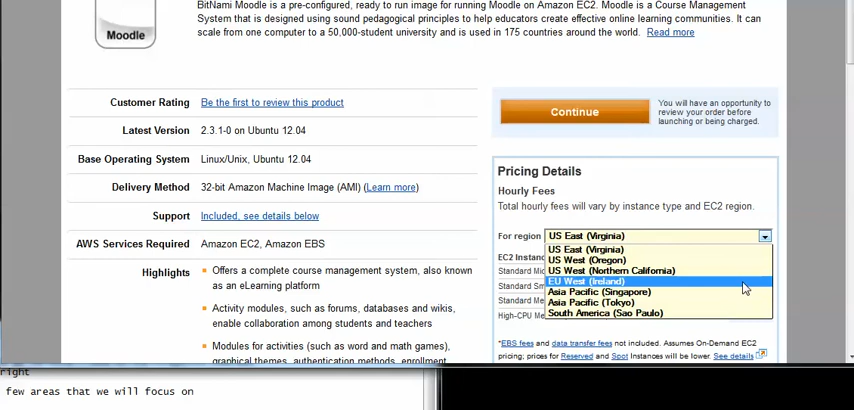 BitNami Moodle is a pre-configured, ready to run image for running Moodle on Amazon EC2. Moodle is a Course Management
System that is designed using sound pedagogical principles to help educators create effective online learning communities. It can
scale from one computer to a 50,000-student university and is used in 175 countries around the world. Read more
Moodle
Customer Rating Be the first to review this product
Latest Version 2.3.1-0 on Ubuntu 12.04
Base Operating System Linux/Unix, Ubuntu 12.04
Delivery Method 32-bit Amazon Machine Image (AMI) (Learn more)
Support Included, see details below
AWS Services Required Amazon EC2, Amazon EBS
Highlights
Offers a complete course management system, also known
as an eLearning platform
Activity modules, such as forums, databases and wikis,
enable collaboration among students and teachers
Modules for activities (such as word and math games),
graphical themes, authentication methods, enrollment
Continue
You will have an opportunity to
review your order before
launching or being charged.
Pricing Details
Hourly Fees
Total hourly fees will vary by instance type and EC2 region.
For region US East (Virginia)
US East (Virginia)
US West (Oregon)
US West (Northern California)
EU West (Ireland)
Asia Pacific (Singapore)
Asia Pacific (Tokyo)
South America (Sao Paulo)
EC2 Instanc
Standard Mic
Standard Sm
Standard Me
High-CPU Me
*EBS fees and data transfer fees not included. Assumes On-Demand EC2
pricing; prices for Reserved and Spot Instances will be lower. See details
right
few areas that we will focus on